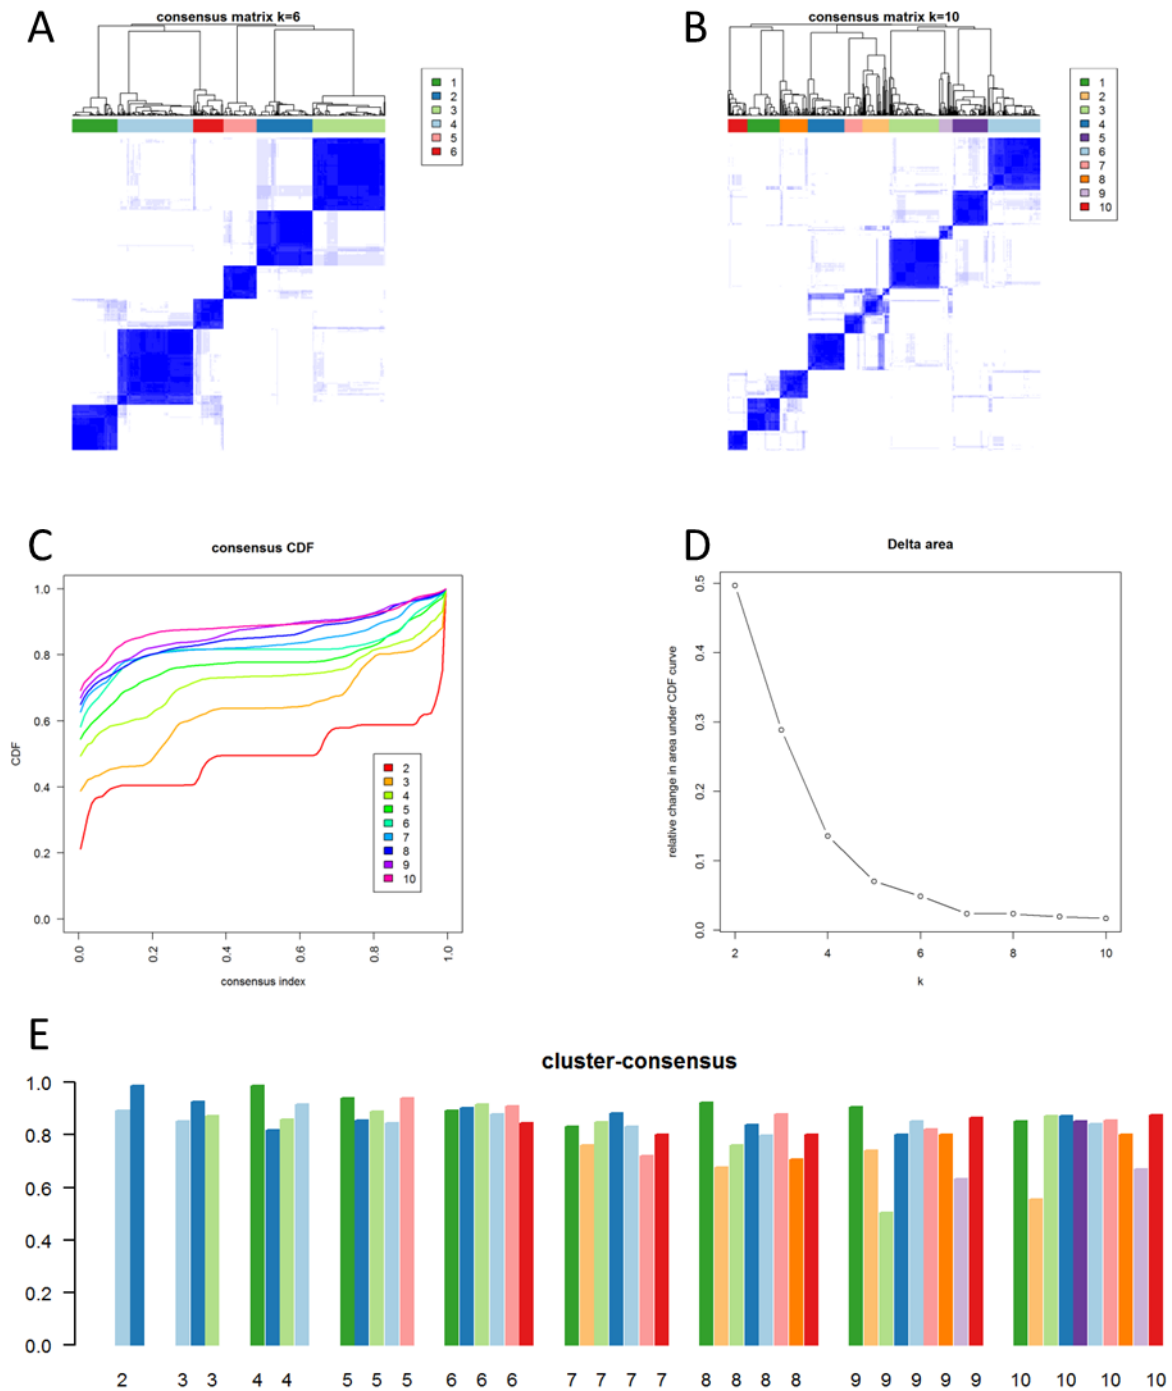 A
consensus matrix k=6
1
2
3
4
5
6
B
consensus matrix k=10
1
2
3
4
5
6
7
8
9
10
C
consensus CDF
CDF
1.0
0.8
0.6
0.4
0.2
0.0
2
3
4
5
6
7
8
9
10
0.0 0.2 0.4 0.6 0.8 1.0
consensus index
D
Delta area
relative change in area under CDF curve
0.5
0.4
0.3
0.2
0.1
0.0
2 4 6 8 10
k
E
cluster-consensus
1.0
0.8
0.6
0.4
0.2
0.0
2 3 3 4 4 5 5 5 6 6 6 7 7 7 7 8 8 8 8 9 9 9 9 9 10 10 10 10 10